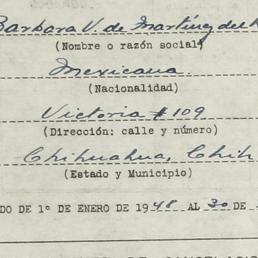 Barbara V. de Martínez del
(Nombre o razón social)
Mexicana.
(Nacionalidad)
Victoria #109
(Dirección: calle y número)
Chihuahua, Chih
(Estado y Municipio)
DO DE 1º DE ENERO DE 1948 AL 30 DE